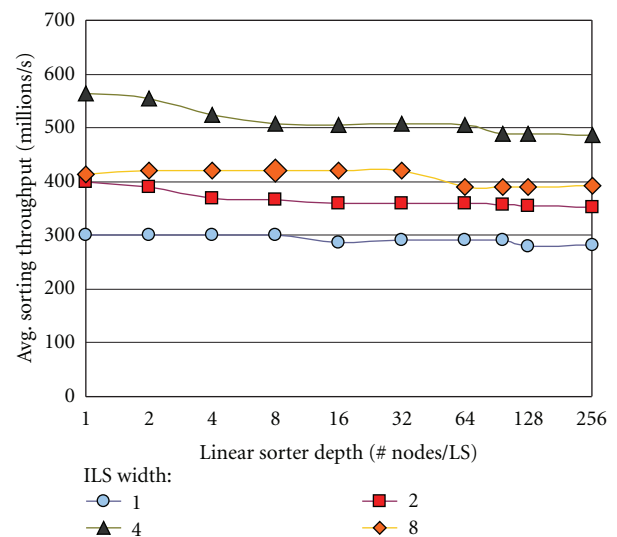 700
600
500
400
300
200
100
0
Avg. sorting throughput (millions/s)
1 2 4 8 16 32 64 128 256
Linear sorter depth (# nodes/LS)
ILS width:
1 2
4 8